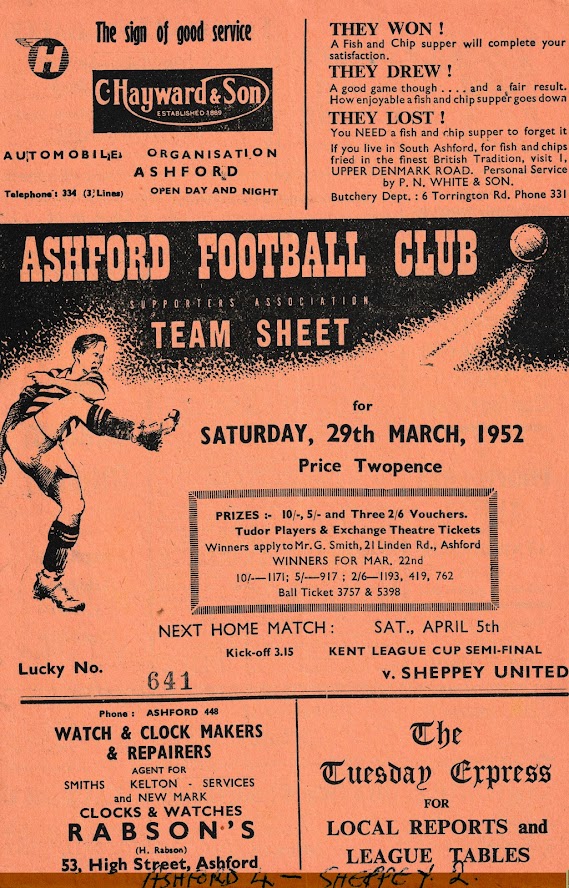 The sign of good service
H
C. Hayward & Son
ESTABLISHED 1889
AUTOMOBILE ORGANISATION
ASHFORD
Telephone: 334 (3 Lines) OPEN DAY AND NIGHT
THEY WON !
A Fish and Chip supper will complete your
satisfaction.
THEY DREW !
A good game though . . . . and a fair result.
How enjoyable a fish and chip supper goes down
THEY LOST !
You NEED a fish and chip supper to forget it
If you live in South Ashford, for fish and chips
fried in the finest British Tradition, visit 1,
UPPER DENMARK ROAD. Personal Service
by P. N. WHITE & SON.
Butchery Dept. : 6 Torrington Rd. Phone 331
ASHFORD FOOTBALL CLUB
SUPPORTERS ASSOCIATION
TEAM SHEET
for
SATURDAY, 29th MARCH, 1952
Price Twopence
PRIZES :- 10/-, 5/- and Three 2/6 Vouchers.
Tudor Players & Exchange Theatre Tickets
Winners apply to Mr. G. Smith, 21 Linden Rd., Ashford
WINNERS FOR MAR. 22nd
10/-—1171; 5/-—917 ; 2/6—1193, 419, 762
Ball Ticket 3757 & 5398
NEXT HOME MATCH : SAT., APRIL 5th
Kick-off 3.15 KENT LEAGUE CUP SEMI-FINAL
v. SHEPPEY UNITED
Lucky No. 641
Phone : ASHFORD 448
WATCH & CLOCK MAKERS
& REPAIRERS
AGENT FOR
SMITHS KELTON - SERVICES
and NEW MARK
CLOCKS & WATCHES
RABSON'S
(H. Rabson)
53, High Street, Ashford
The
Tuesday Express
FOR
LOCAL REPORTS and
LEAGUE TABLES
ASHFORD 4 - SHEPPEY 2.